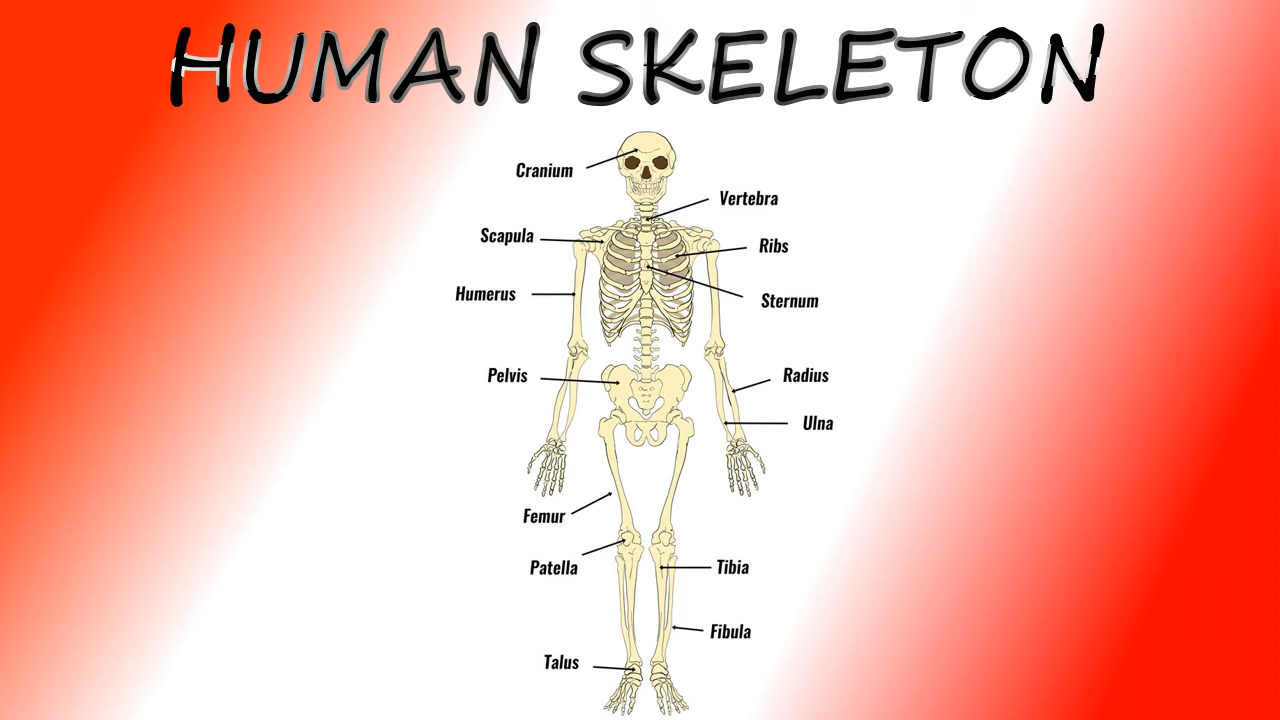 HUMAN SKELETON
Cranium
Vertebra
Scapula
Ribs
Humerus
Sternum
Pelvis
Radius
Ulna
Femur
Patella
Tibia
Fibula
Talus